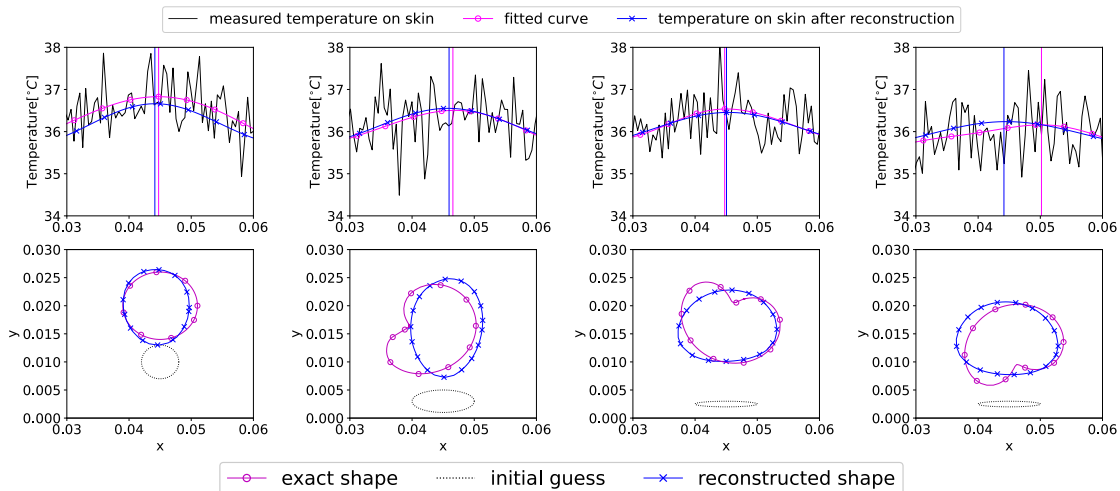 measured temperature on skin fitted curve temperature on skin after reconstruction
38 38 38 38
37 37 37 37
36 36 36 36
35 35 35 35
34 34 34 34
Temperature[°C] Temperature[°C] Temperature[°C] Temperature[°C]
0.03 0.04 0.05 0.06 0.03 0.04 0.05 0.06 0.03 0.04 0.05 0.06 0.03 0.04 0.05 0.06
0.030 0.030 0.030 0.030
0.025 0.025 0.025 0.025
0.020 0.020 0.020 0.020
0.015 0.015 0.015 0.015
0.010 0.010 0.010 0.010
0.005 0.005 0.005 0.005
0.000 0.000 0.000 0.000
y y y y
0.03 0.04 0.05 0.06 0.03 0.04 0.05 0.06 0.03 0.04 0.05 0.06 0.03 0.04 0.05 0.06
x x x x
exact shape initial guess reconstructed shape